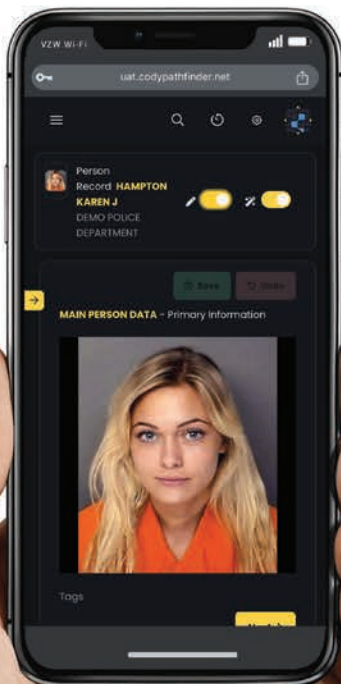 VZW Wi-Fi
uat.codypathfinder.net
Person
Record HAMPTON
KAREN J
DEMO POLICE
DEPARTMENT
Save
Undo
MAIN PERSON DATA - Primary Information
Tags